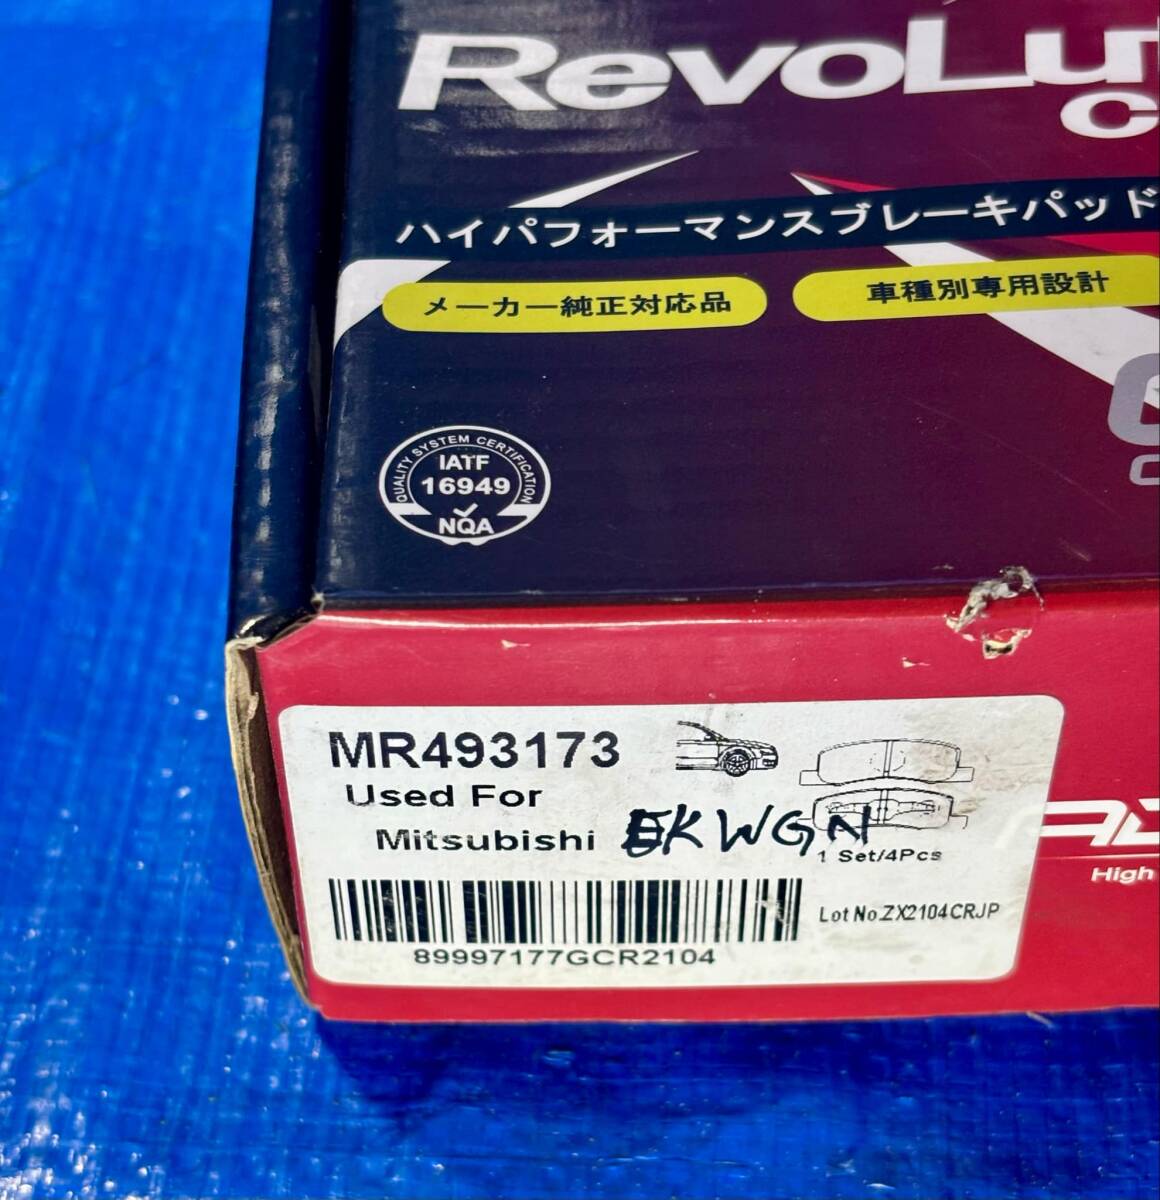 RevoLu
ハイパフォーマンスブレーキパッド
メーカー純正対応品
車種別専用設計
QUALITY SYSTEM CERTIFICATION
IATF
16949
NQA
MR493173
Used For
Mitsubishi EK WGN
1 Set/4Pcs
Lot No.ZX2104CRJP
89997177GCR2104
High